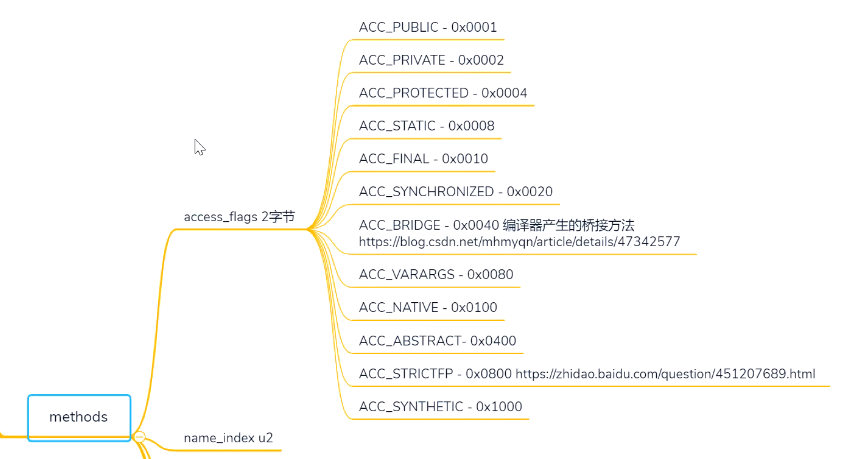 ACC_PUBLIC - 0x0001
ACC_PRIVATE - 0x0002
ACC_PROTECTED - 0x0004
ACC_STATIC - 0x0008
ACC_FINAL - 0x0010
ACC_SYNCHRONIZED - 0x0020
access_flags 2字节
ACC_BRIDGE - 0x0040 编译器产生的桥接方法
https://blog.csdn.net/mhmyqn/article/details/47342577
ACC_VARARGS - 0x0080
ACC_NATIVE - 0x0100
ACC_ABSTRACT- 0x0400
ACC_STRICTFP - 0x0800 https://zhidao.baidu.com/question/451207689.html
ACC_SYNTHETIC - 0x1000
methods
name_index u2